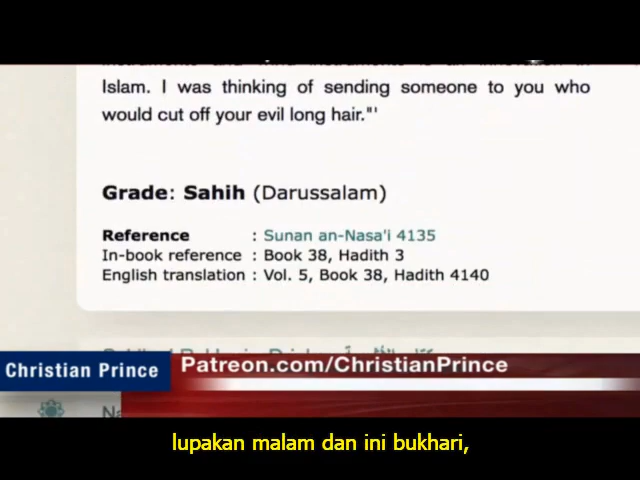 Islam. I was thinking of sending someone to you who
would cut off your evil long hair."'
Grade: Sahih (Darussalam)
Reference : Sunan an-Nasa'i 4135
In-book reference : Book 38, Hadith 3
English translation : Vol. 5, Book 38, Hadith 4140
Christian Prince
Patreon.com/ChristianPrince
Na
lupakan malam dan ini bukhari,